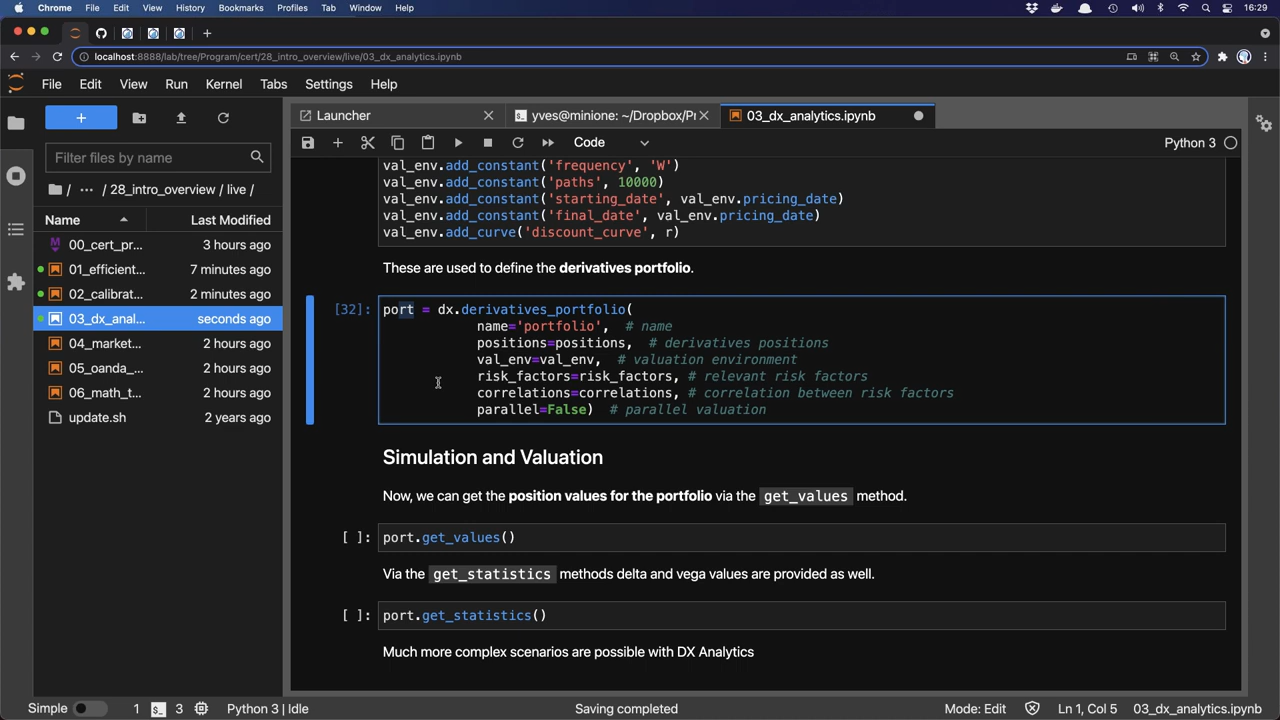 Chrome File Edit View History Bookmarks Profiles Tab Window Help 16:29
localhost:8888/lab/tree/Program/cert/28_intro_overview/live/03_dx_analytics.ipynb
File Edit View Run Kernel Tabs Settings Help
Launcher
yves@minione: ~/Dropbox/Pr
03_dx_analytics.ipynb
Code
Python 3
Filter files by name
/ ··· / 28_intro_overview / live /
Name Last Modified
00_cert_pr... 3 hours ago
01_efficient... 7 minutes ago
02_calibrat... 2 minutes ago
03_dx_anal... seconds ago
04_market... 2 hours ago
05_oanda_... 2 hours ago
06_math_t... 2 hours ago
update.sh 2 years ago
val_env.add_constant('frequency', 'W')
val_env.add_constant('paths', 10000)
val_env.add_constant('starting_date', val_env.pricing_date)
val_env.add_constant('final_date', val_env.pricing_date)
val_env.add_curve('discount_curve', r)
These are used to define the derivatives portfolio.
[32]: port = dx.derivatives_portfolio(
name='portfolio', # name
positions=positions, # derivatives positions
val_env=val_env, # valuation environment
risk_factors=risk_factors, # relevant risk factors
correlations=correlations, # correlation between risk factors
parallel=False) # parallel valuation
Simulation and Valuation
Now, we can get the position values for the portfolio via the get_values method.
[ ]: port.get_values()
Via the get_statistics methods delta and vega values are provided as well.
[ ]: port.get_statistics()
Much more complex scenarios are possible with DX Analytics
Simple 1 3 Python 3 | Idle Saving completed Mode: Edit Ln 1, Col 5 03_dx_analytics.ipynb